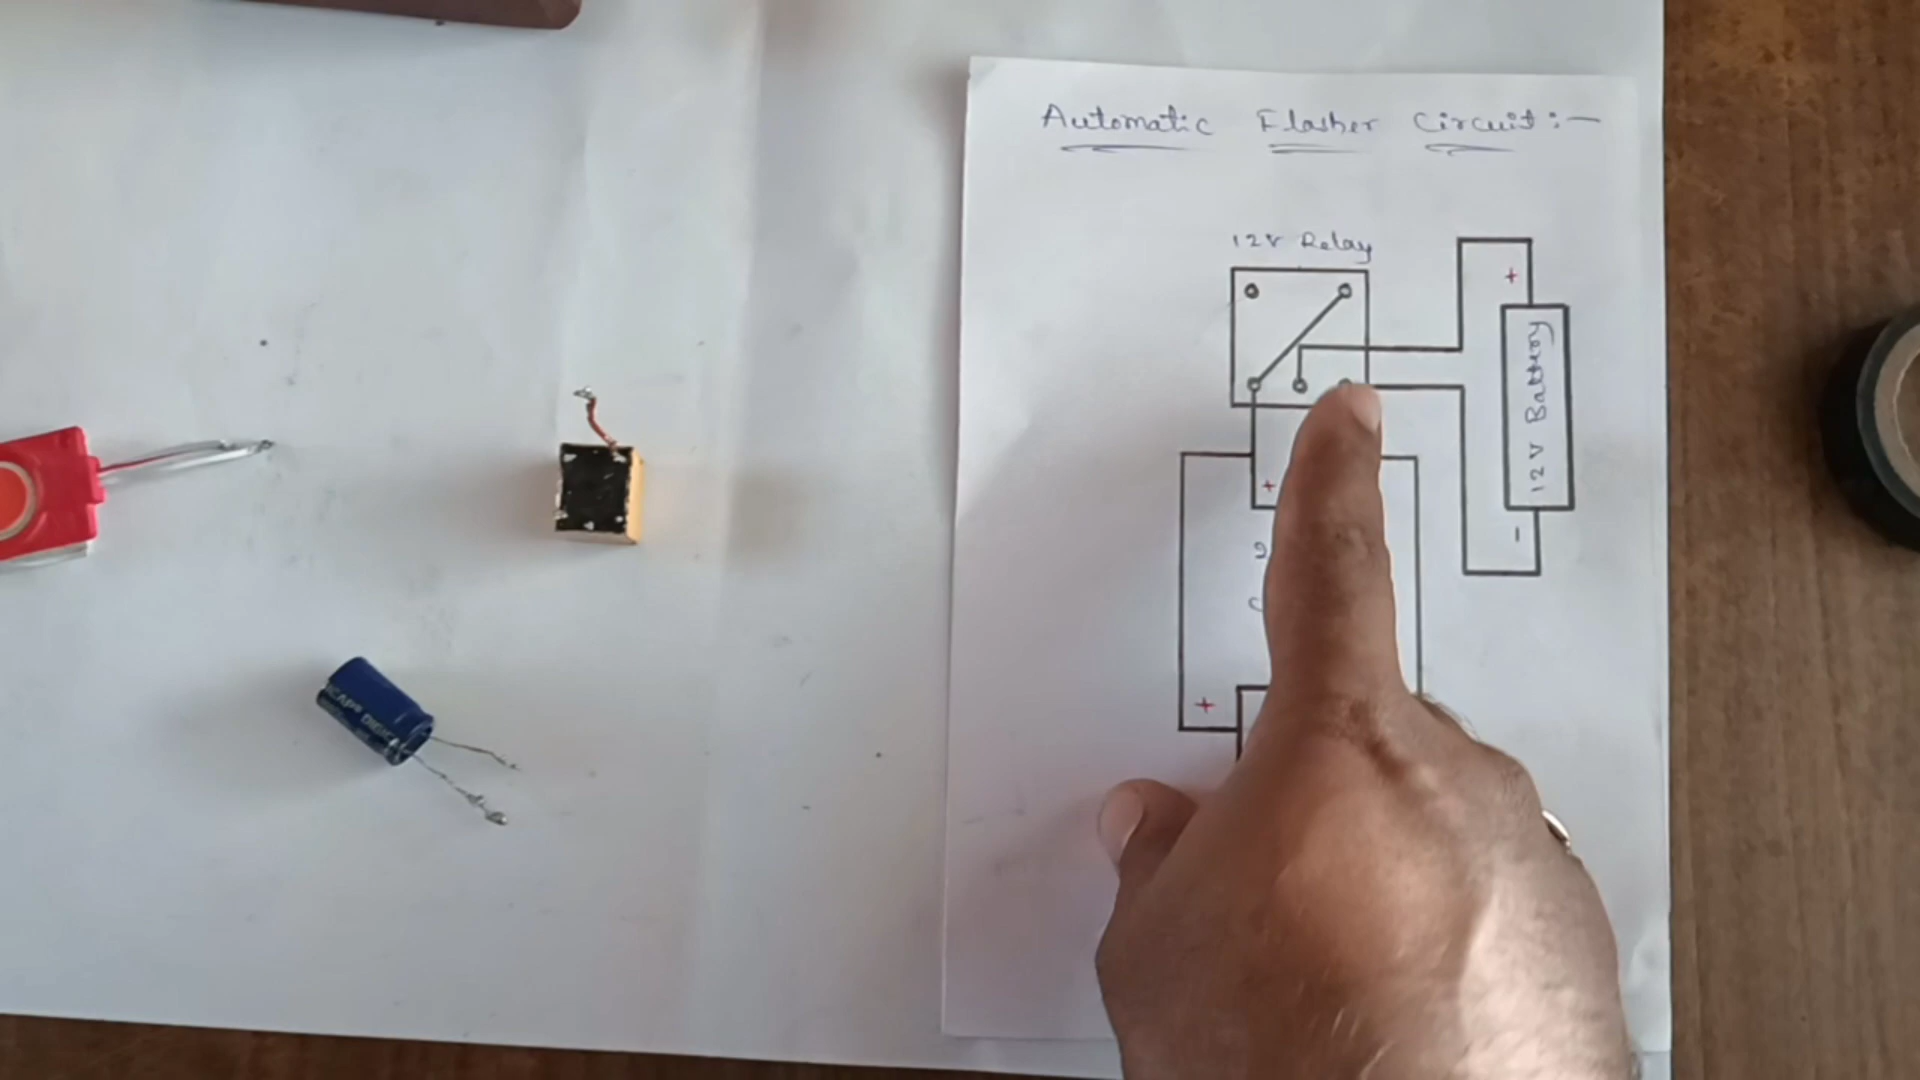 Automatic Flasher Circuit:-
12V Relay
+
12V Battery
-
+
+